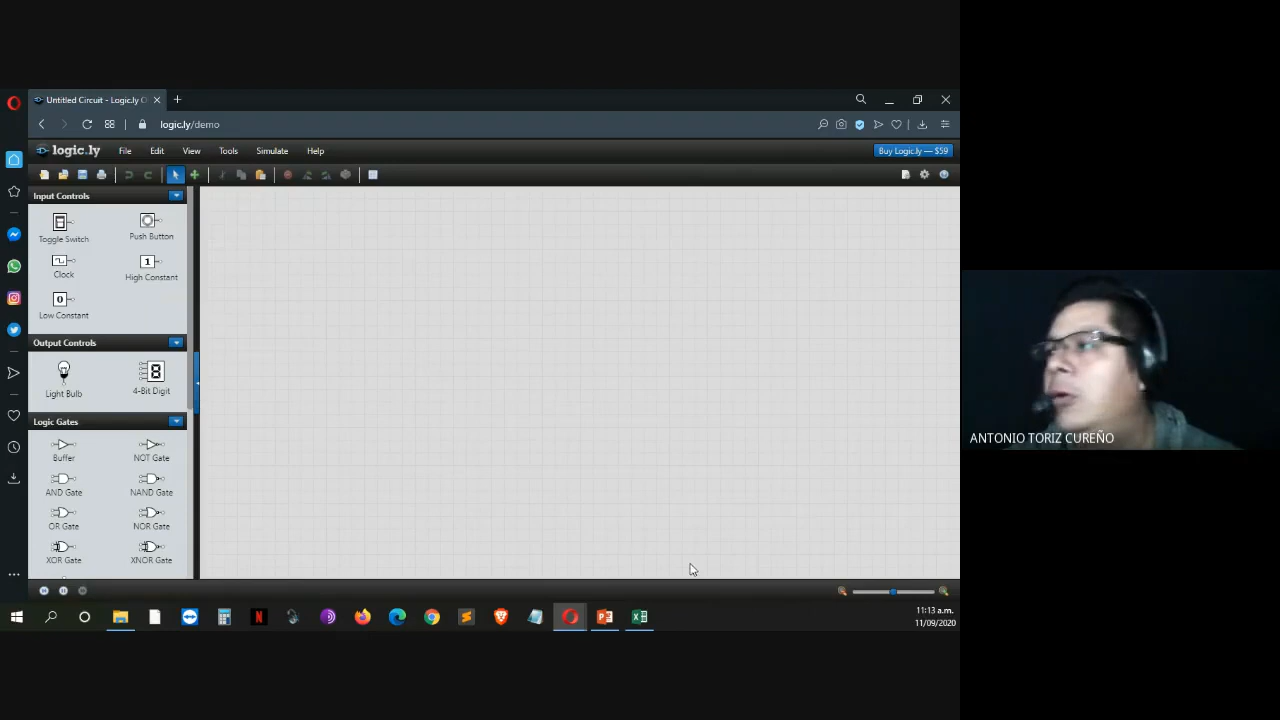 Untitled Circuit - Logic.ly C
logic.ly/demo
logic.ly File Edit View Tools Simulate Help Buy Logic.ly — $59
Input Controls
Toggle Switch Push Button
Clock High Constant
1
0
Low Constant
Output Controls
Light Bulb 4-Bit Digit
Logic Gates
Buffer NOT Gate
AND Gate NAND Gate
OR Gate NOR Gate
XOR Gate XNOR Gate
ANTONIO TORIZ CUREÑO
11:13 a.m.
11/09/2020